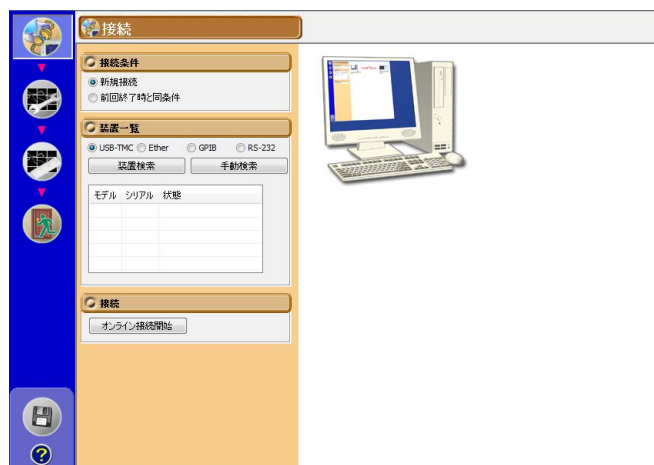 接続
接続条件
新規接続
前回終了時と同条件
装置一覧
USB-TMC Ether GPIB RS-232
装置検索 手動検索
モデル シリアル 状態
接続
オンライン接続開始
?